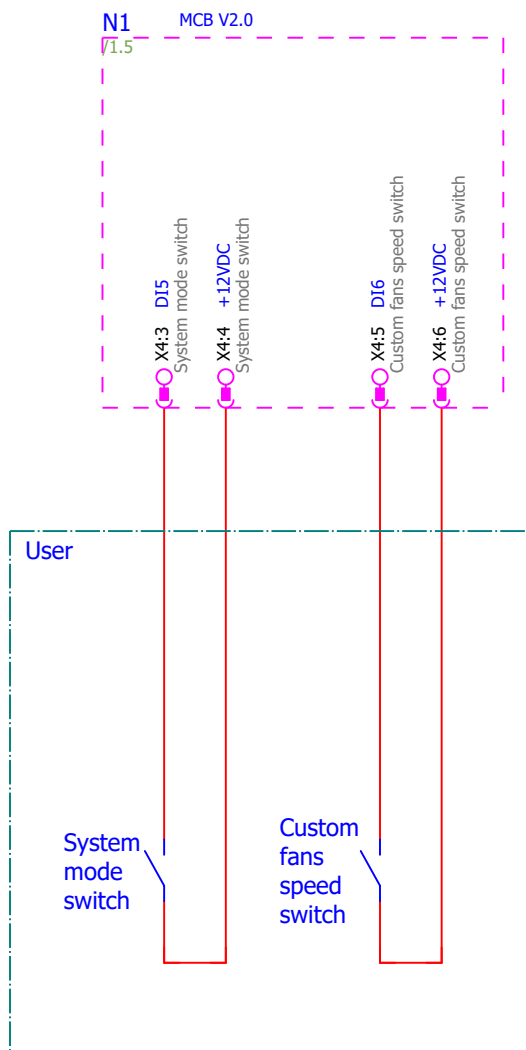 N1
MCB V2.0
/1.5
X4:3 DI5
System mode switch
X4:4 +12VDC
System mode switch
X4:5 DI6
Custom fans speed switch
X4:6 +12VDC
Custom fans speed switch
User
System
mode
switch
Custom
fans
speed
switch